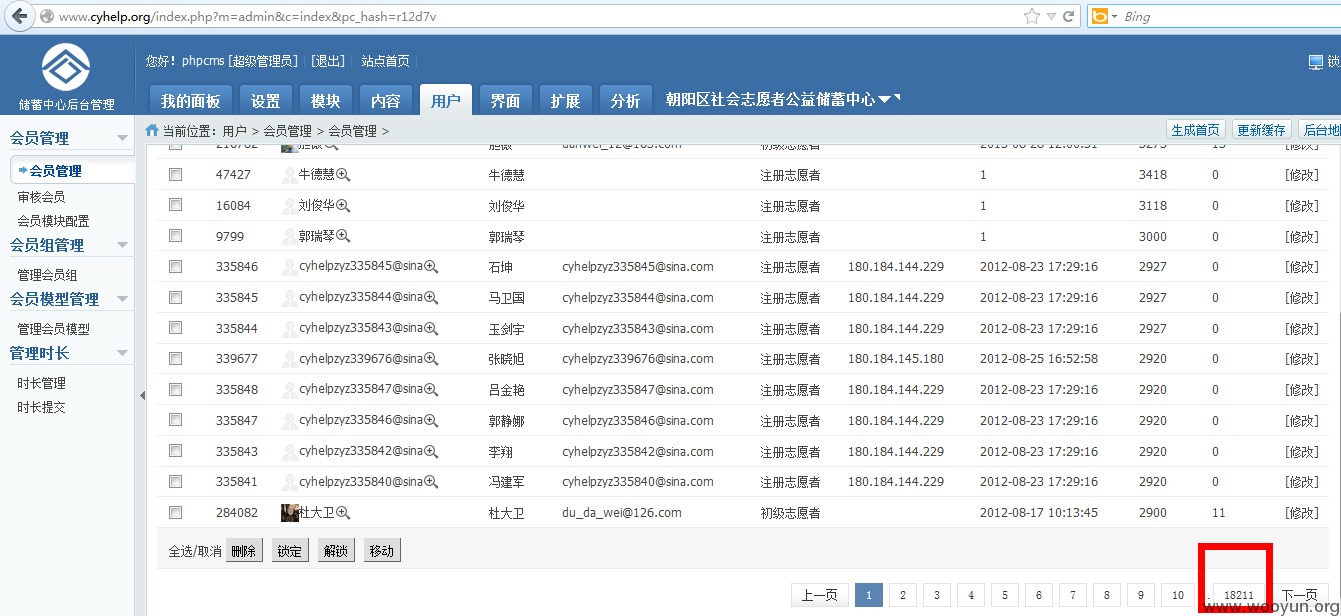 www.cyhelp.org/index.php?m=admin&c=index&pc_hash=r12d7v
Bing
您好！phpcms [超级管理员] | [退出] | 站点首页
锁
储蓄中心后台管理
我的面板 设置 模块 内容 用户 界面 扩展 分析 朝阳区社会志愿者公益储蓄中心
当前位置：用户 > 会员管理 > 会员管理 >
生成首页 更新缓存 后台地
会员管理
会员管理
审核会员
会员模块配置
会员组管理
管理会员组
会员模型管理
管理会员模型
管理时长
时长管理
时长提交
47427 牛德慧 牛德慧 注册志愿者 1 3418 0 [修改]
16084 刘俊华 刘俊华 注册志愿者 1 3118 0 [修改]
9799 郭瑞琴 郭瑞琴 注册志愿者 1 3000 0 [修改]
335846 cyhelpzyz335845@sina 石坤 cyhelpzyz335845@sina.com 注册志愿者 180.184.144.229 2012-08-23 17:29:16 2927 0 [修改]
335845 cyhelpzyz335844@sina 马卫国 cyhelpzyz335844@sina.com 注册志愿者 180.184.144.229 2012-08-23 17:29:16 2927 0 [修改]
335844 cyhelpzyz335843@sina 玉剑宇 cyhelpzyz335843@sina.com 注册志愿者 180.184.144.229 2012-08-23 17:29:16 2927 0 [修改]
339677 cyhelpzyz339676@sina 张晓旭 cyhelpzyz339676@sina.com 注册志愿者 180.184.145.180 2012-08-25 16:52:58 2920 0 [修改]
335848 cyhelpzyz335847@sina 吕金艳 cyhelpzyz335847@sina.com 注册志愿者 180.184.144.229 2012-08-23 17:29:16 2920 0 [修改]
335847 cyhelpzyz335846@sina 郭静娜 cyhelpzyz335846@sina.com 注册志愿者 180.184.144.229 2012-08-23 17:29:16 2920 0 [修改]
335843 cyhelpzyz335842@sina 李翔 cyhelpzyz335842@sina.com 注册志愿者 180.184.144.229 2012-08-23 17:29:16 2920 0 [修改]
335841 cyhelpzyz335840@sina 冯建军 cyhelpzyz335840@sina.com 注册志愿者 180.184.144.229 2012-08-23 17:29:16 2920 0 [修改]
284082 杜大卫 杜大卫 du_da_wei@126.com 初级志愿者 2012-08-17 10:13:45 2900 11 [修改]
全选/取消 删除 锁定 解锁 移动
上一页 1 2 3 4 5 6 7 8 9 10 18211 下一页
www.wooyun.org